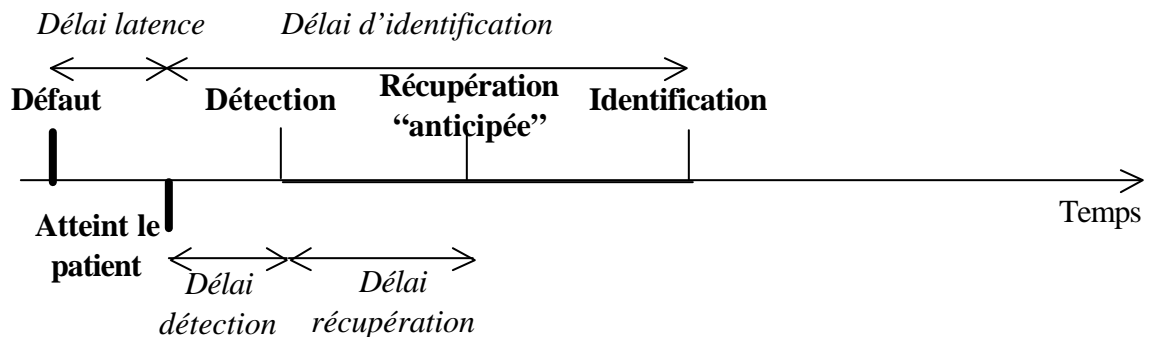 Délai latence
Délai d’identification
Défaut
Détection
Récupération
“anticipée”
Identification
Temps
Atteint le
patient
Délai
détection
Délai
récupération